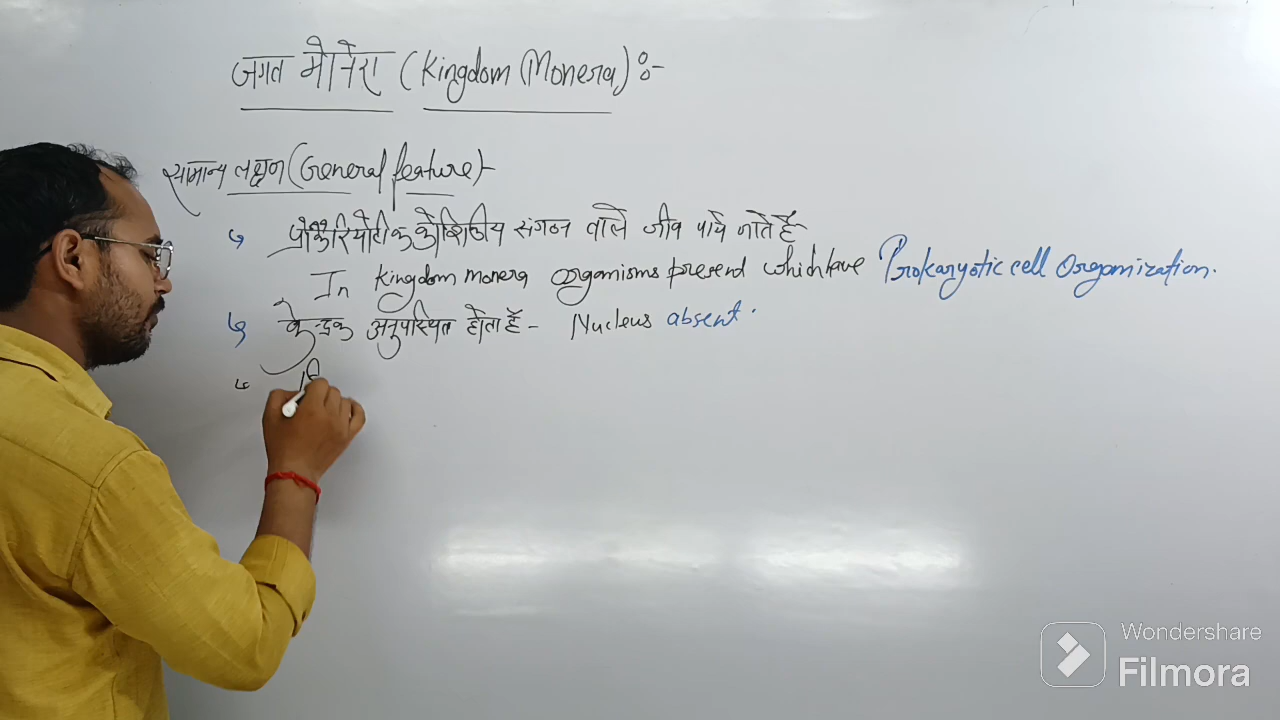 जगत मोनेरा (Kingdom Monera) :-
सामान्य लक्षण (General feature) -
प्रोकैरियोटिक कोशिकीय संगठन वाले जीव पाये जाते हैं
In Kingdom monera organisms present which have Prokaryotic cell Organization.
केन्द्रक अनुपस्थित होता है - Nucleus absent.
Wondershare
Filmora